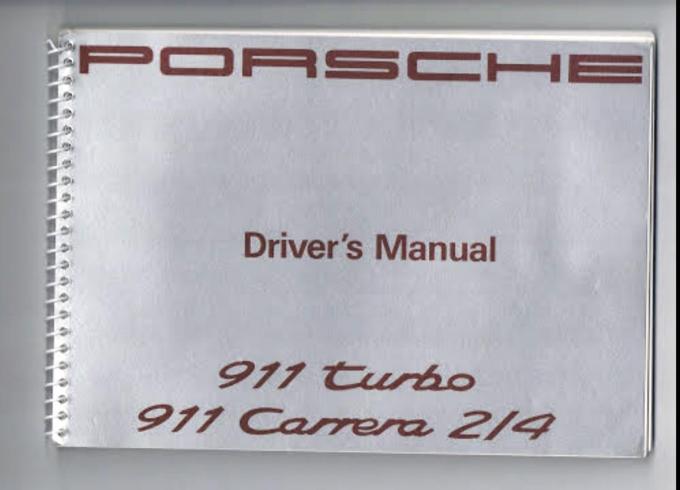 PORSCHE
Driver's Manual
911 turbo
911 Carrera 2/4